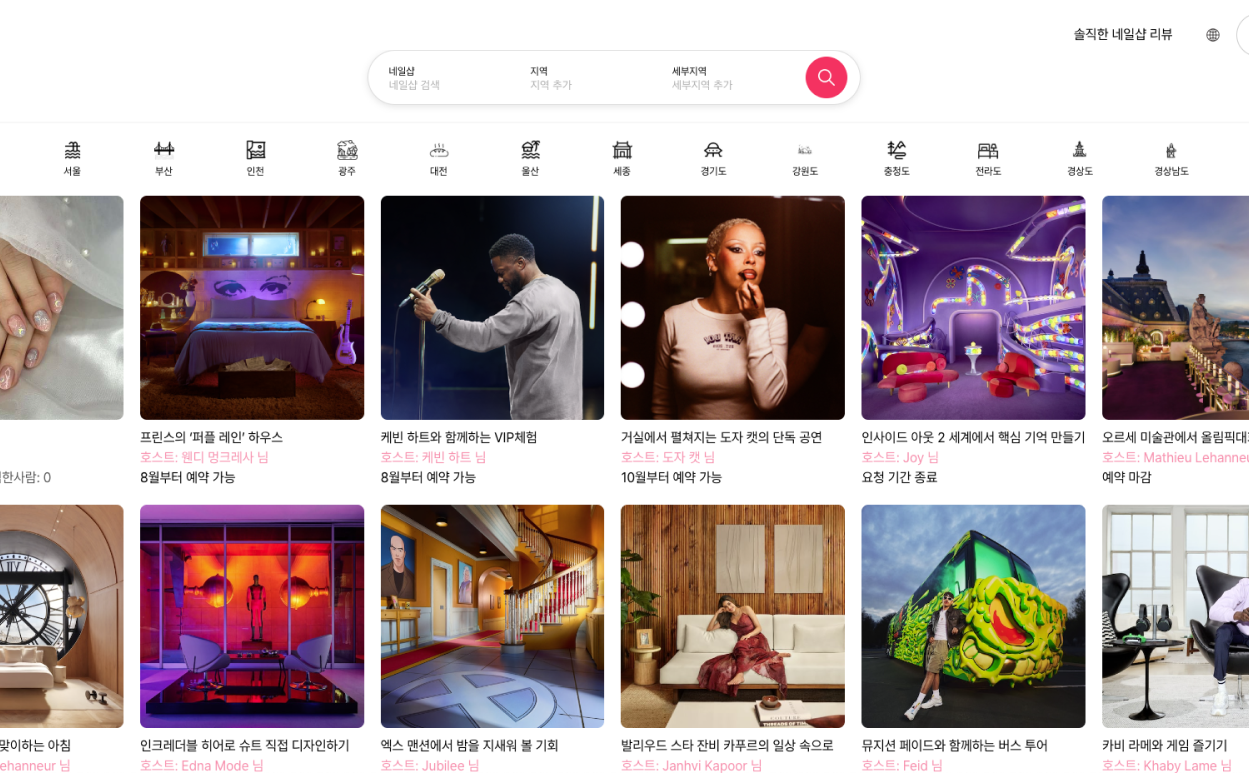 솔직한 네일샵 리뷰
네일샵
네일샵 검색
지역
지역 추가
세부지역
세부지역 추가
서울
부산
인천
광주
대전
울산
세종
경기도
강원도
충청도
전라도
경상도
경상남도
한사람: 0
프린스의 '퍼플 레인' 하우스
호스트: 웬디 멍크레사 님
8월부터 예약 가능
케빈 하트와 함께하는 VIP체험
호스트: 케빈 하트 님
8월부터 예약 가능
거실에서 펼쳐지는 도자 캣의 단독 공연
호스트: 도자 캣 님
10월부터 예약 가능
인사이드 아웃 2 세계에서 핵심 기억 만들기
호스트: Joy 님
요청 기간 종료
오르세 미술관에서 올림픽대
호스트: Mathieu Lehanneu
예약 마감
맞이하는 아침
ehanneur 님
인크레더블 히어로 슈트 직접 디자인하기
호스트: Edna Mode 님
엑스 맨션에서 밤을 지새워 볼 기회
호스트: Jubilee 님
발리우드 스타 잔비 카푸르의 일상 속으로
호스트: Janhvi Kapoor 님
뮤지션 페이드와 함께하는 버스 투어
호스트: Feid 님
카비 라메와 게임 즐기기
호스트: Khaby Lame 님